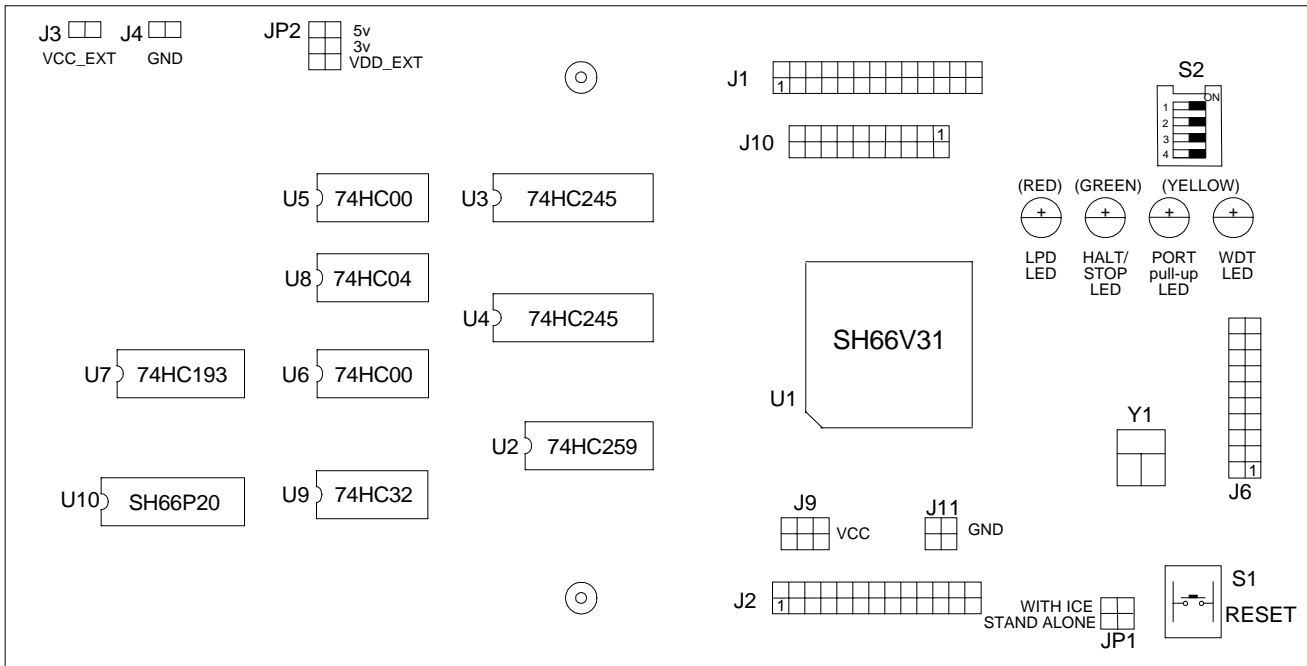 J3
J4
VCC_EXT
GND
JP2
5v
3v
VDD_EXT
J1
1
J10
1
S2
ON
1
2
3
4
U5
74HC00
U3
74HC245
(RED)
(GREEN)
(YELLOW)
+
+
+
+
LPD
LED
HALT/
STOP
LED
PORT
pull-up
LED
WDT
LED
U8
74HC04
U4
74HC245
SH66V31
U1
U7
74HC193
U6
74HC00
U2
74HC259
Y1
1
J6
U10
SH66P20
U9
74HC32
J9
VCC
J11
GND
J2
1
WITH ICE
STAND ALONE
JP1
S1
RESET